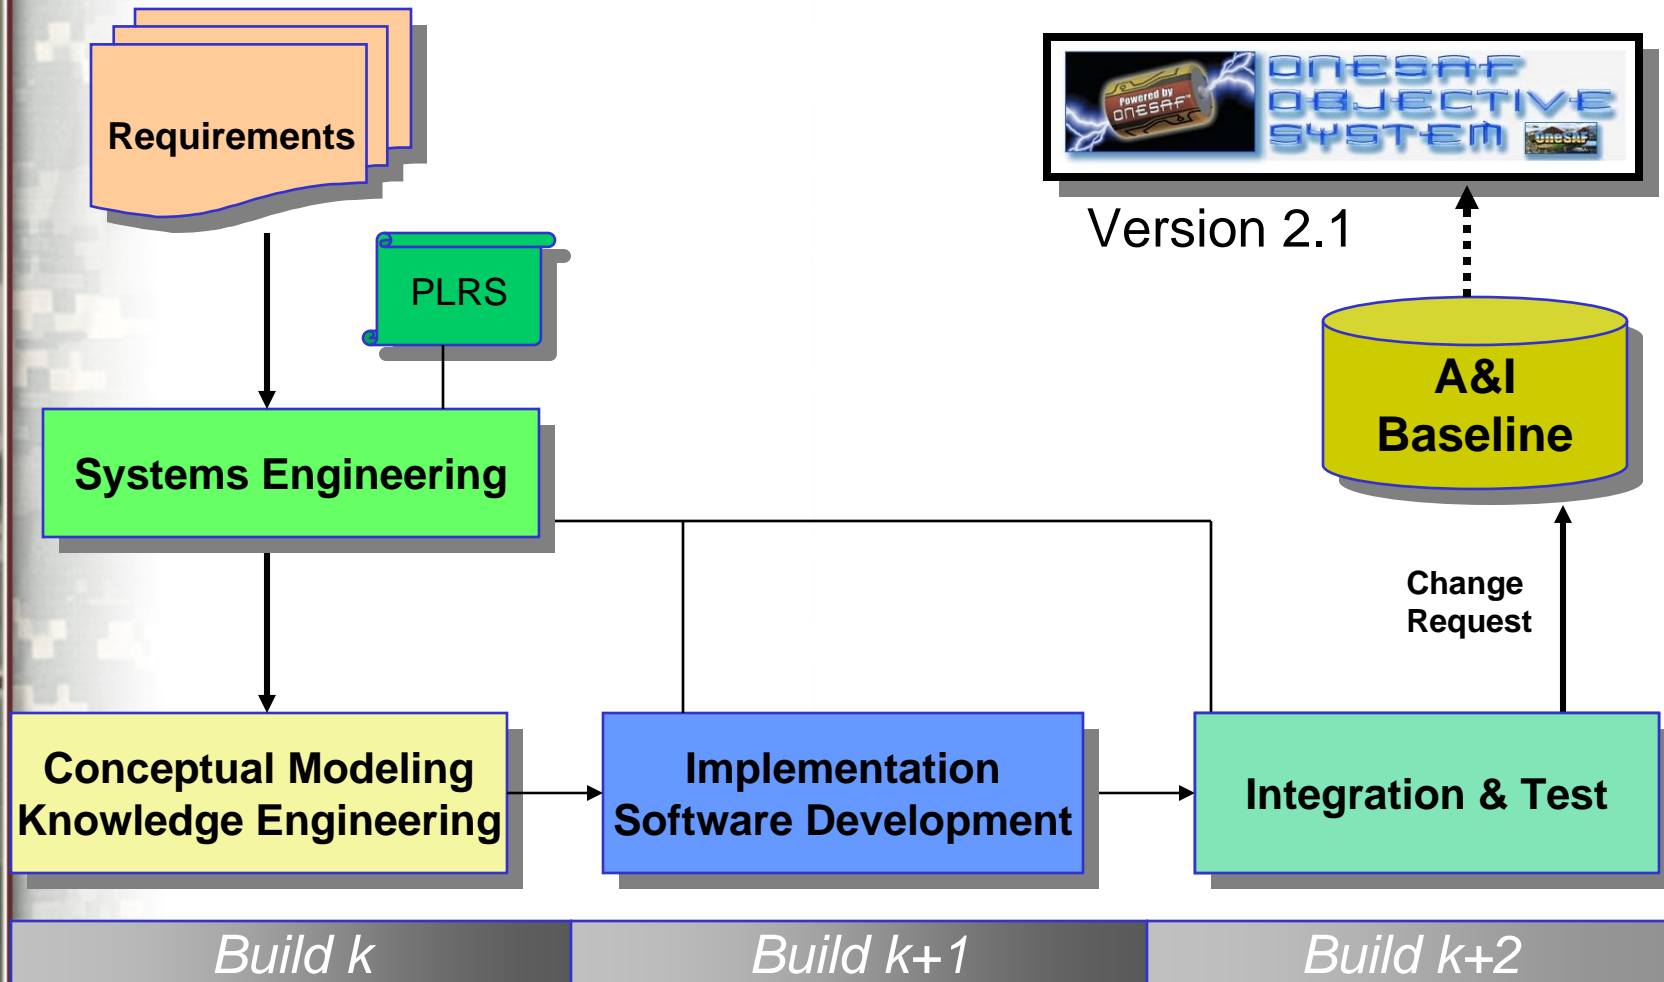 Requirements
Powered by
ONESAF™
ONESAF
OBJECTIVE
SYSTEM
OneSAF
Version 2.1
PLRS
A&I
Baseline
Systems Engineering
Change
Request
Conceptual Modeling
Knowledge Engineering
Implementation
Software Development
Integration & Test
Build k
Build k+1
Build k+2